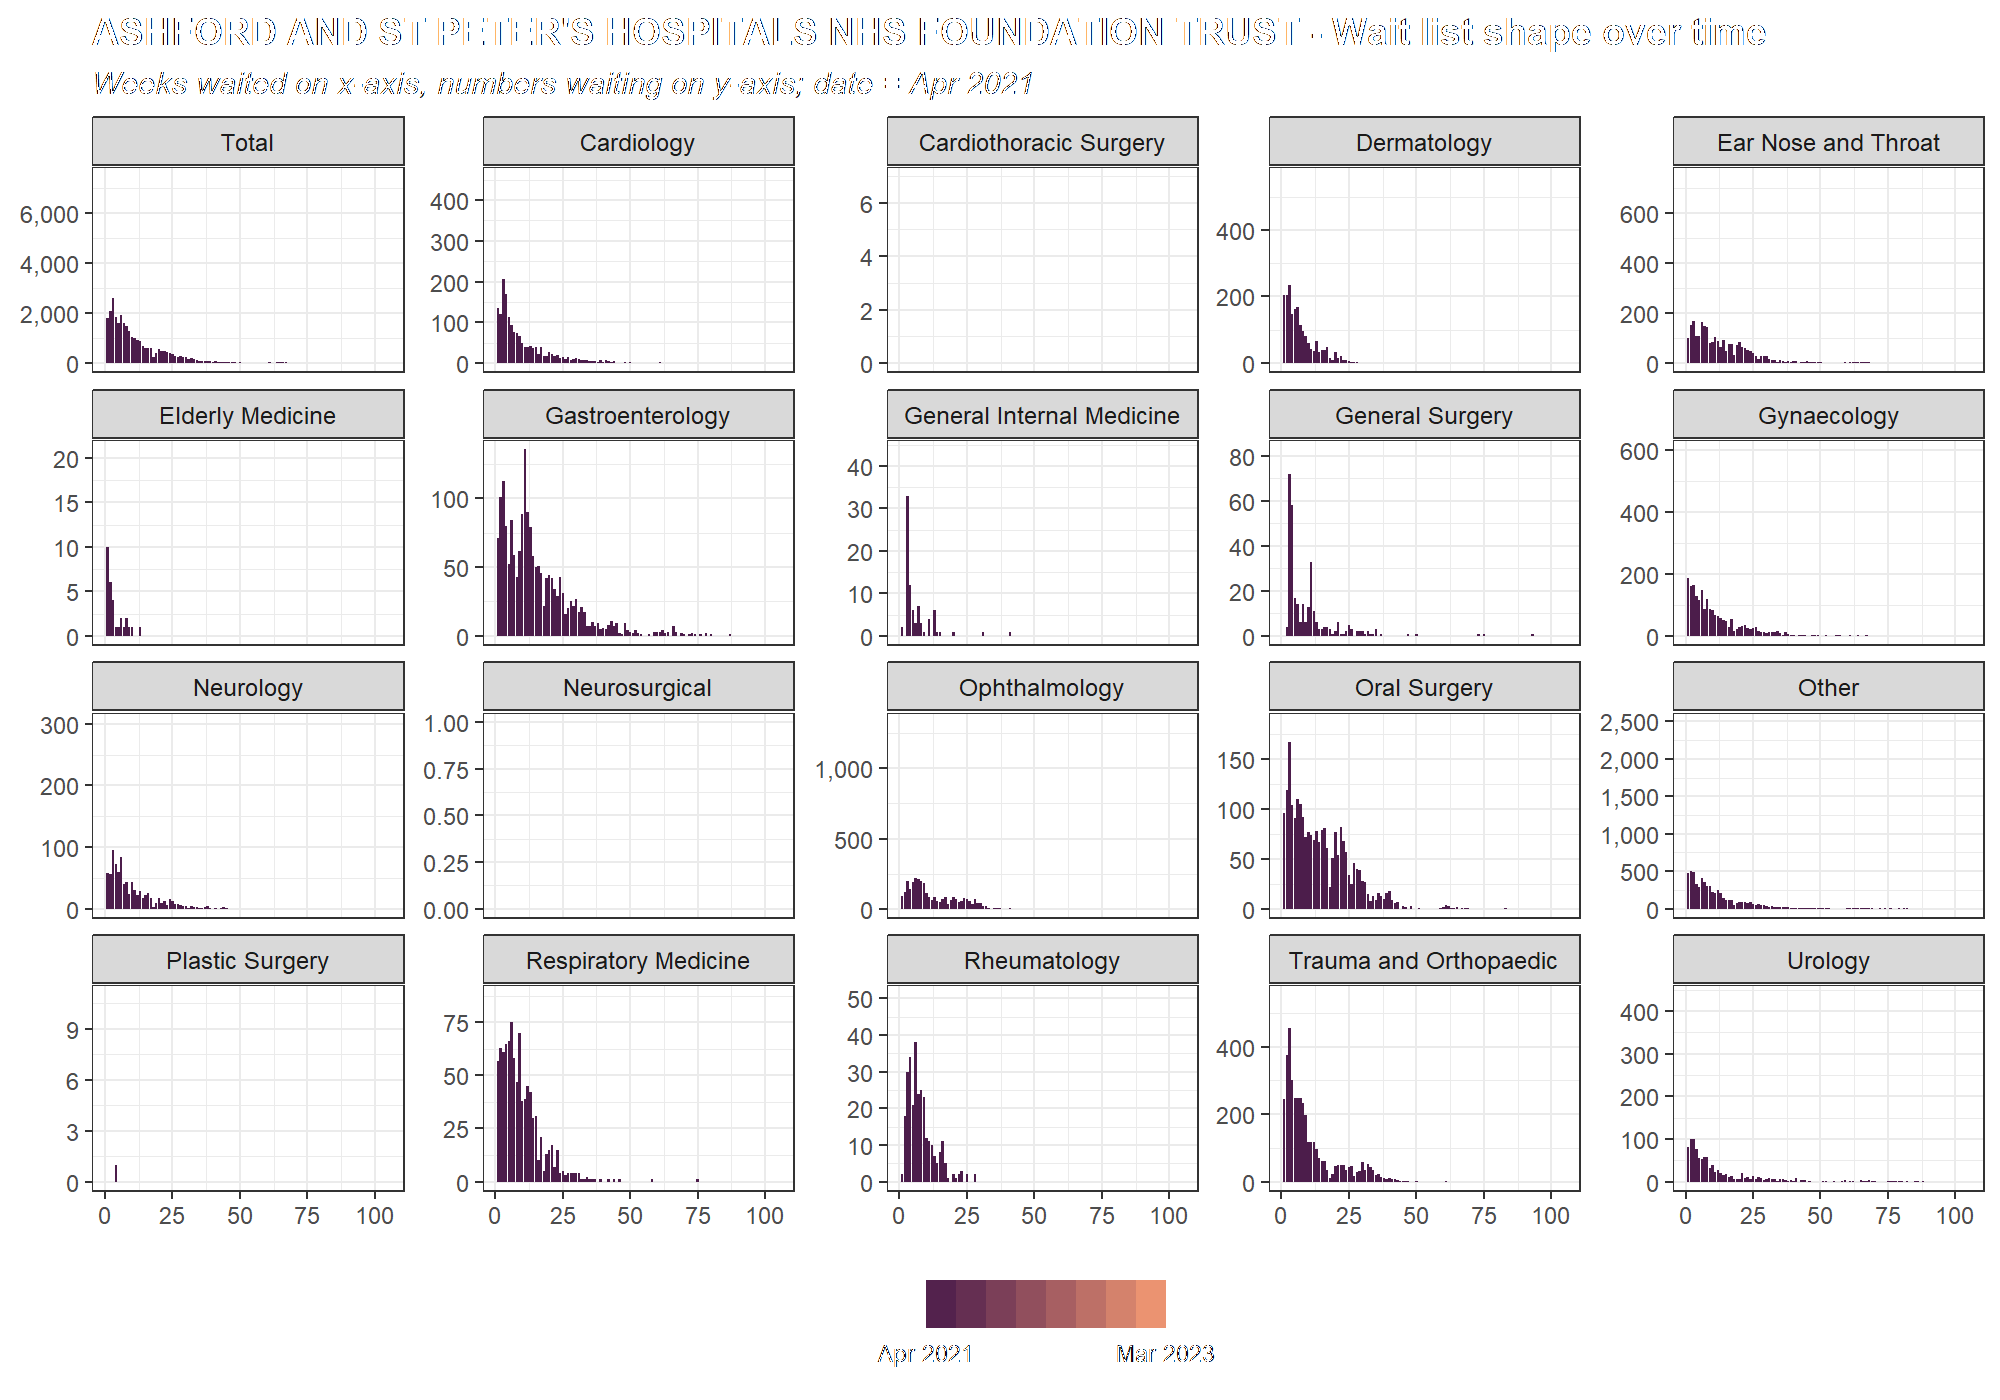 ASHFORD AND ST PETER'S HOSPITALS NHS FOUNDATION TRUST - Wait list shape over time
Weeks waited on x-axis, numbers waiting on y-axis; date = Apr 2021
Total
Cardiology
Cardiothoracic Surgery
Dermatology
Ear Nose and Throat
6,000
4,000
2,000
0
400
300
200
100
0
6
4
2
0
400
200
0
600
400
200
0
Elderly Medicine
Gastroenterology
General Internal Medicine
General Surgery
Gynaecology
20
15
10
5
0
100
50
0
40
30
20
10
0
80
60
40
20
0
600
400
200
0
Neurology
Neurosurgical
Ophthalmology
Oral Surgery
Other
300
200
100
0
1.00
0.75
0.50
0.25
0.00
1,000
500
0
150
100
50
0
2,500
2,000
1,500
1,000
500
0
Plastic Surgery
Respiratory Medicine
Rheumatology
Trauma and Orthopaedic
Urology
9
6
3
0
75
50
25
0
50
40
30
20
10
0
400
200
0
400
300
200
100
0
0 25 50 75 100
0 25 50 75 100
0 25 50 75 100
0 25 50 75 100
0 25 50 75 100
Apr 2021
Mar 2023